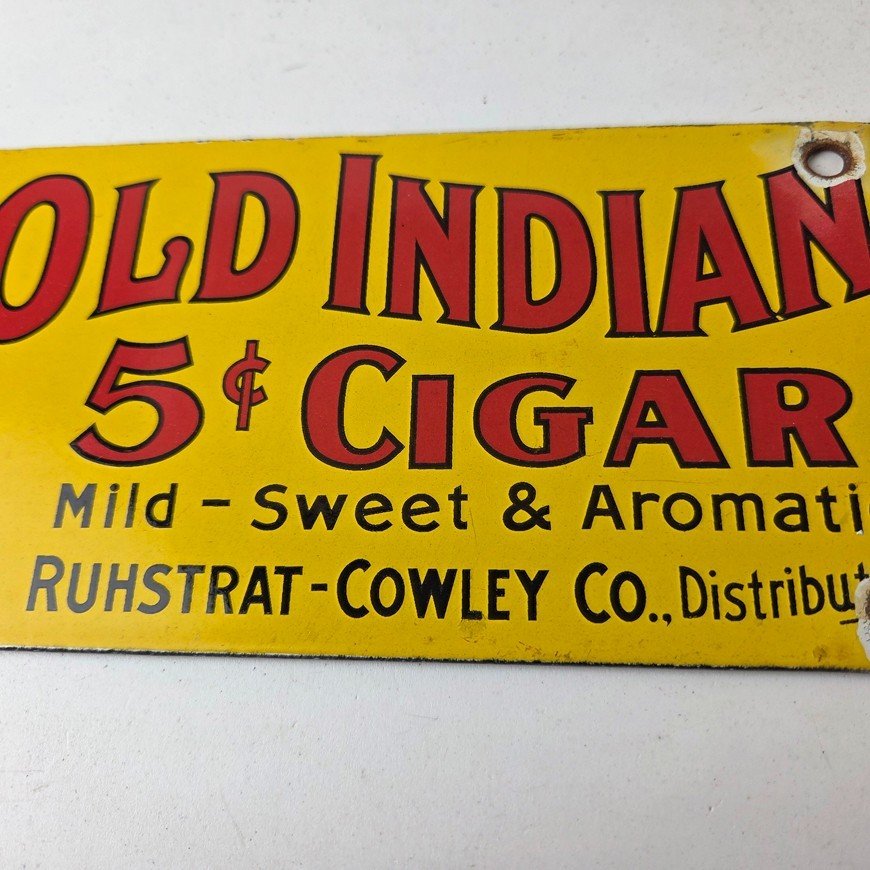 OLD INDIAN
5¢ CIGAR
Mild - Sweet & Aromati
RUHSTRAT-COWLEY CO., Distribut